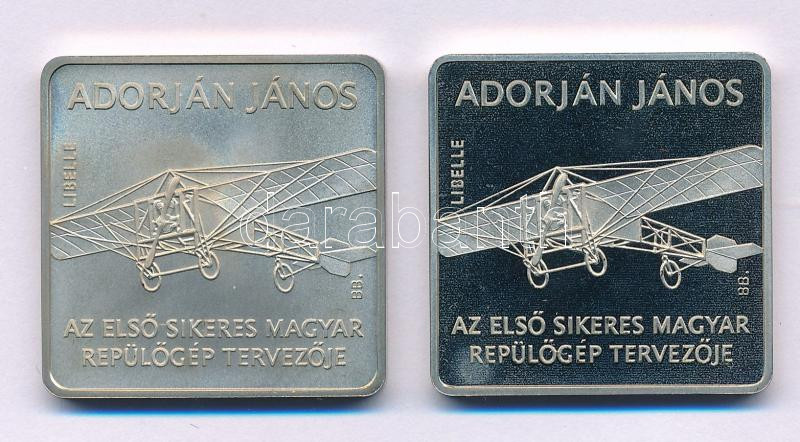 ADORJÁN JÁNOS
LIBELLE
BB.
AZ ELSŐ SIKERES MAGYAR
REPÜLŐGÉP TERVEZŐJE
ADORJÁN JÁNOS
LIBELLE
BB.
AZ ELSŐ SIKERES MAGYAR
REPÜLŐGÉP TERVEZŐJE